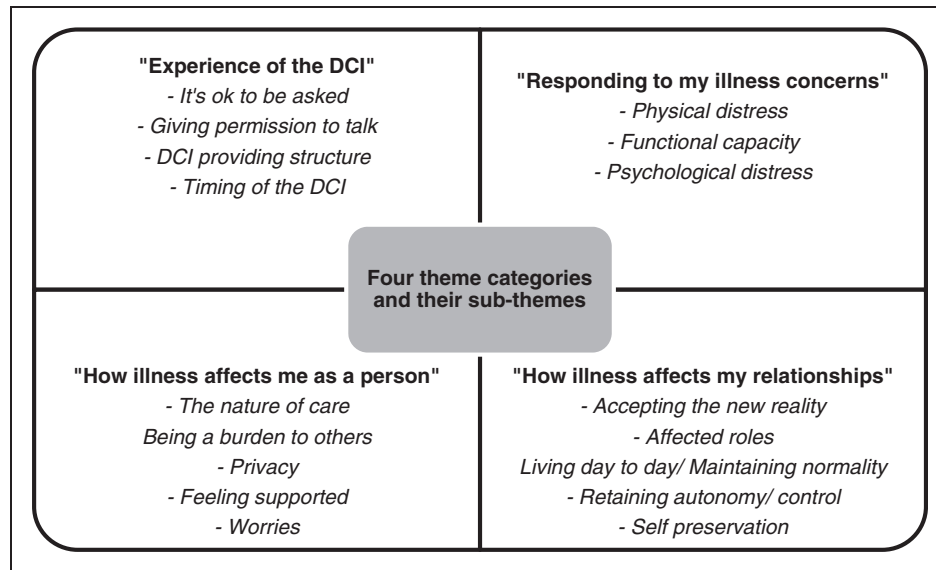 "Experience of the DCI"
- It's ok to be asked
- Giving permission to talk
- DCI providing structure
- Timing of the DCI
"Responding to my illness concerns"
- Physical distress
- Functional capacity
- Psychological distress
Four theme categories
and their sub-themes
"How illness affects me as a person"
- The nature of care
Being a burden to others
- Privacy
- Feeling supported
- Worries
"How illness affects my relationships"
- Accepting the new reality
- Affected roles
Living day to day/ Maintaining normality
- Retaining autonomy/ control
- Self preservation